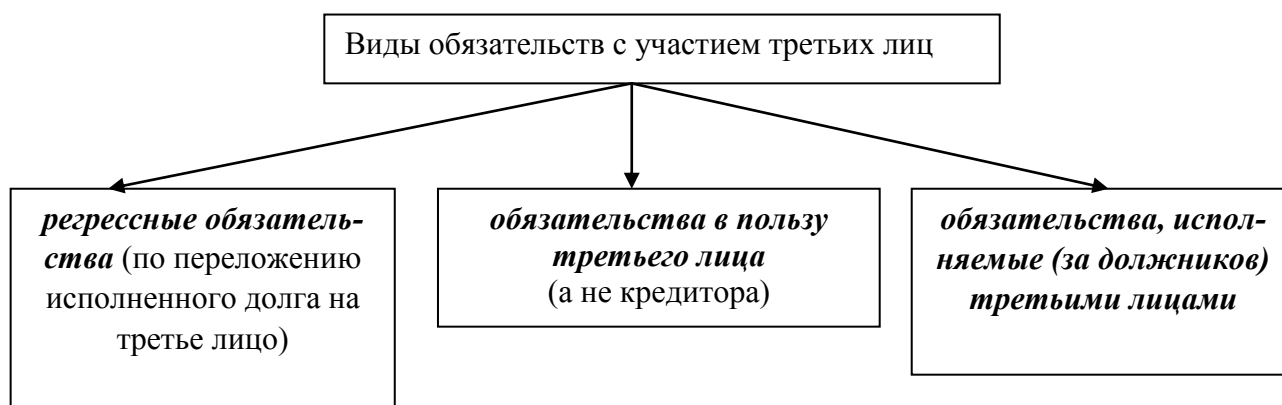 Виды обязательств с участием третьих лиц
регрессные обязатель-
ства (по переложению
исполненного долга на
третье лицо)
обязательства в пользу
третьего лица
(а не кредитора)
обязательства, испол-
няемые (за должников)
третьими лицами